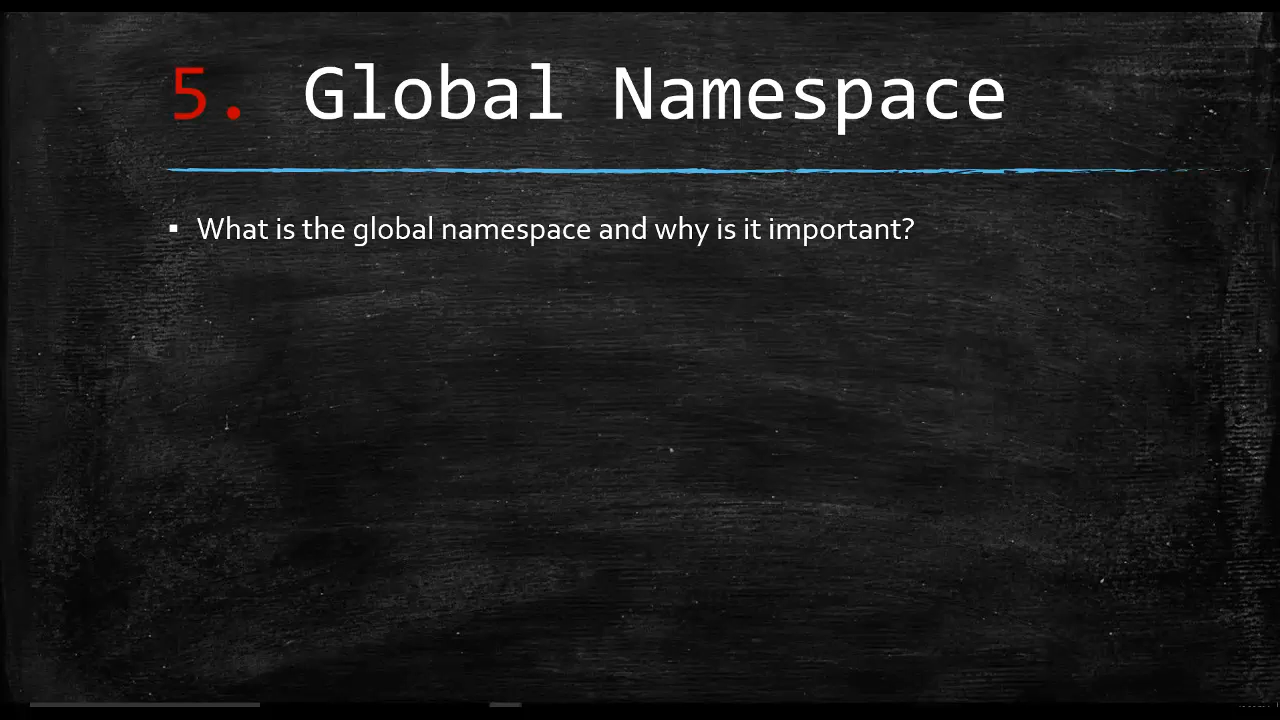 5. Global Namespace
▪ What is the global namespace and why is it important?